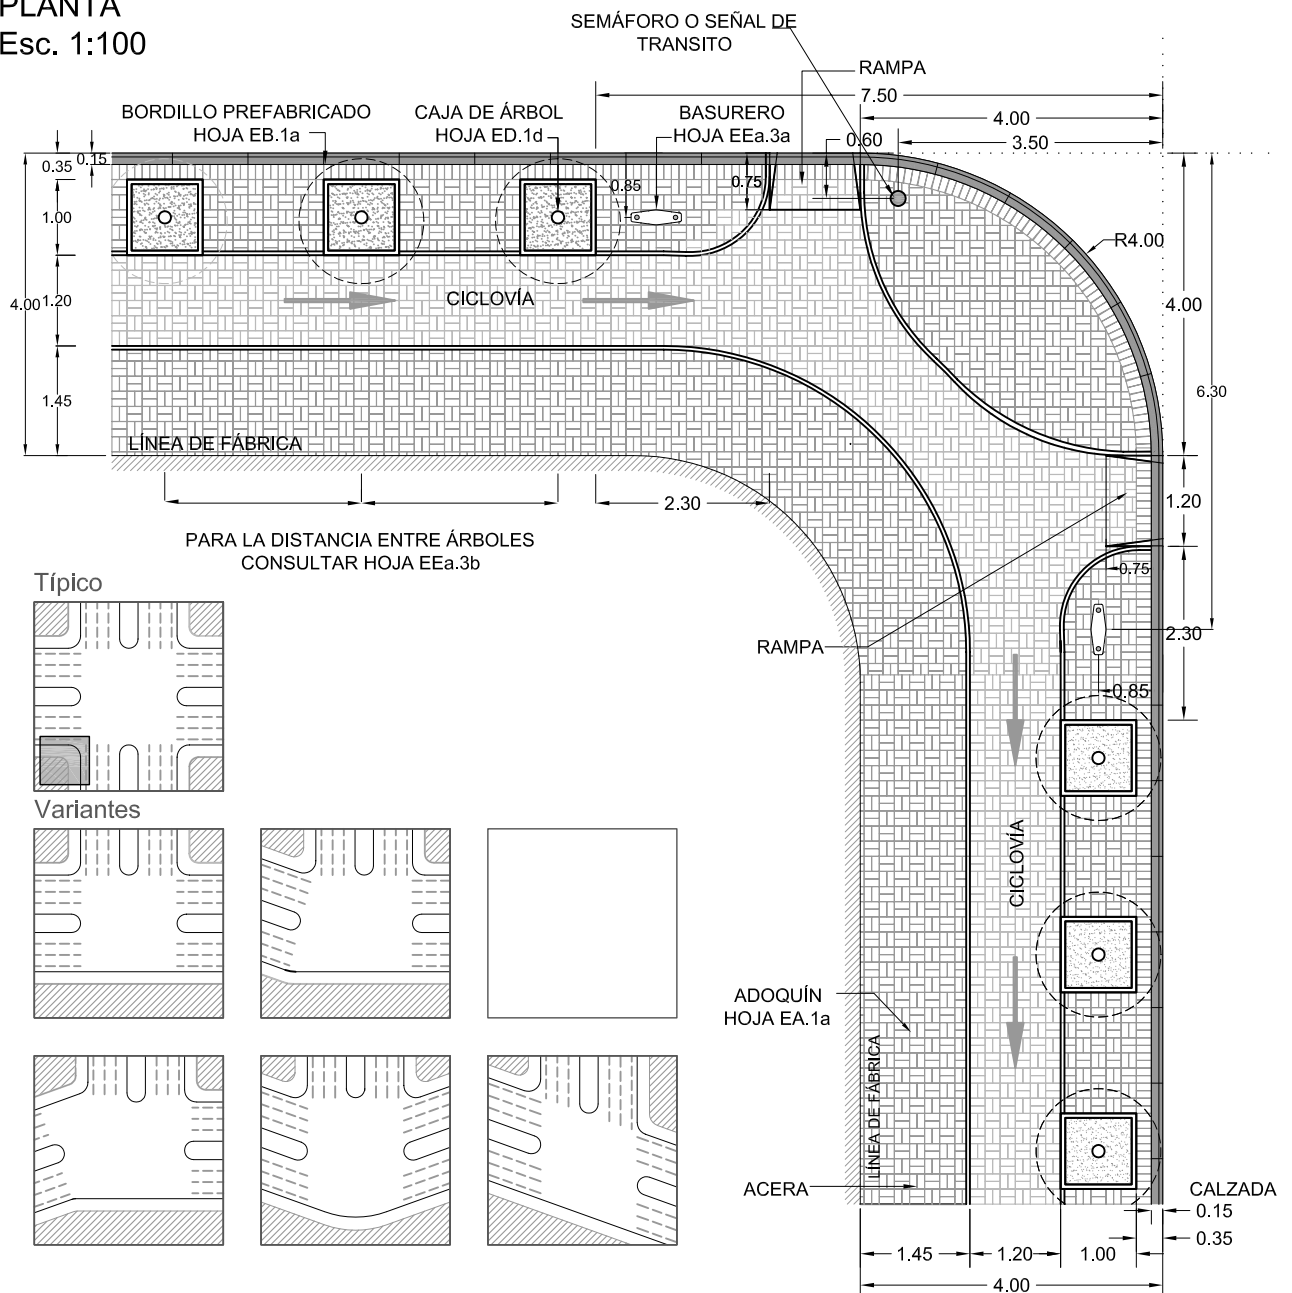 PLANTA
Esc. 1:100
SEMÁFORO O SEÑAL DE
TRANSITO
RAMPA
7.50
BORDILLO PREFABRICADO
HOJA EB.1a
CAJA DE ÁRBOL
HOJA ED.1d
BASURERO
HOJA EEa.3a
4.00
0.60
3.50
0.35
0.15
0.85
0.75
1.00
R4.00
4.00
1.20
CICLOVÍA
4.00
1.45
6.30
LÍNEA DE FÁBRICA
2.30
1.20
PARA LA DISTANCIA ENTRE ÁRBOLES
CONSULTAR HOJA EEa.3b
0.75
Típico
RAMPA
2.30
0.85
Variantes
CICLOVÍA
ADOQUÍN
HOJA EA.1a
LÍNEA DE FÁBRICA
ACERA
CALZADA
0.15
0.35
1.45
1.20
1.00
4.00